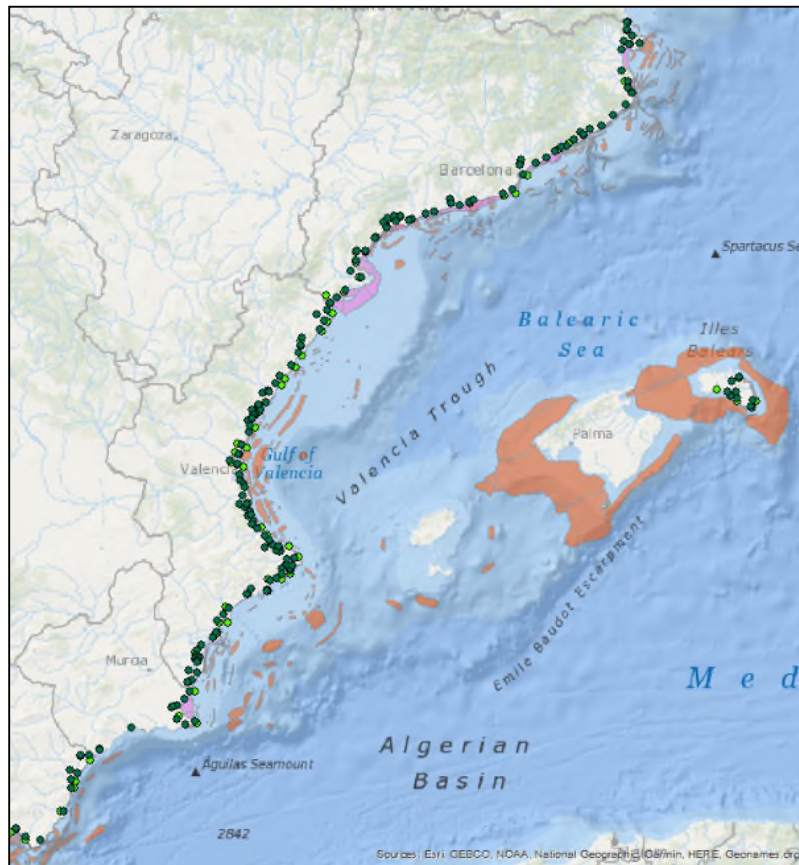 Zaragoza
Barcelona
Spartacus Se
Balearic
Sea
Illes
Balears
Valencia Trough
Palma
Gulf of
Valencia
Valencia
Emile Baudot Escarpment
Murcia
M e d
Algerian
Basin
Aguilas Seamount
2842
Sources: Esri, GEBCO, NOAA, National Geographic, Garmin, HERE, Geonames.org